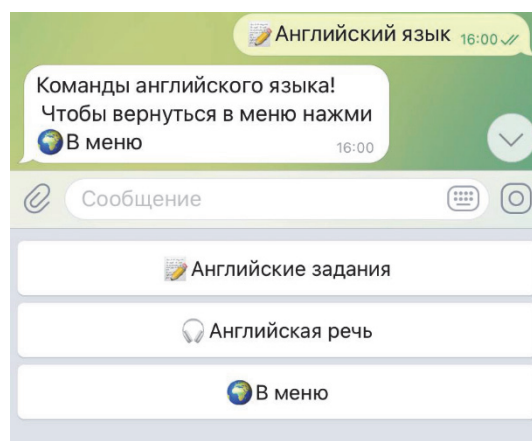 📝Английский язык 16:00
Команды английского языка!
Чтобы вернуться в меню нажми
🌍В меню 16:00
Сообщение
📝Английские задания
🎧Английская речь
🌍В меню